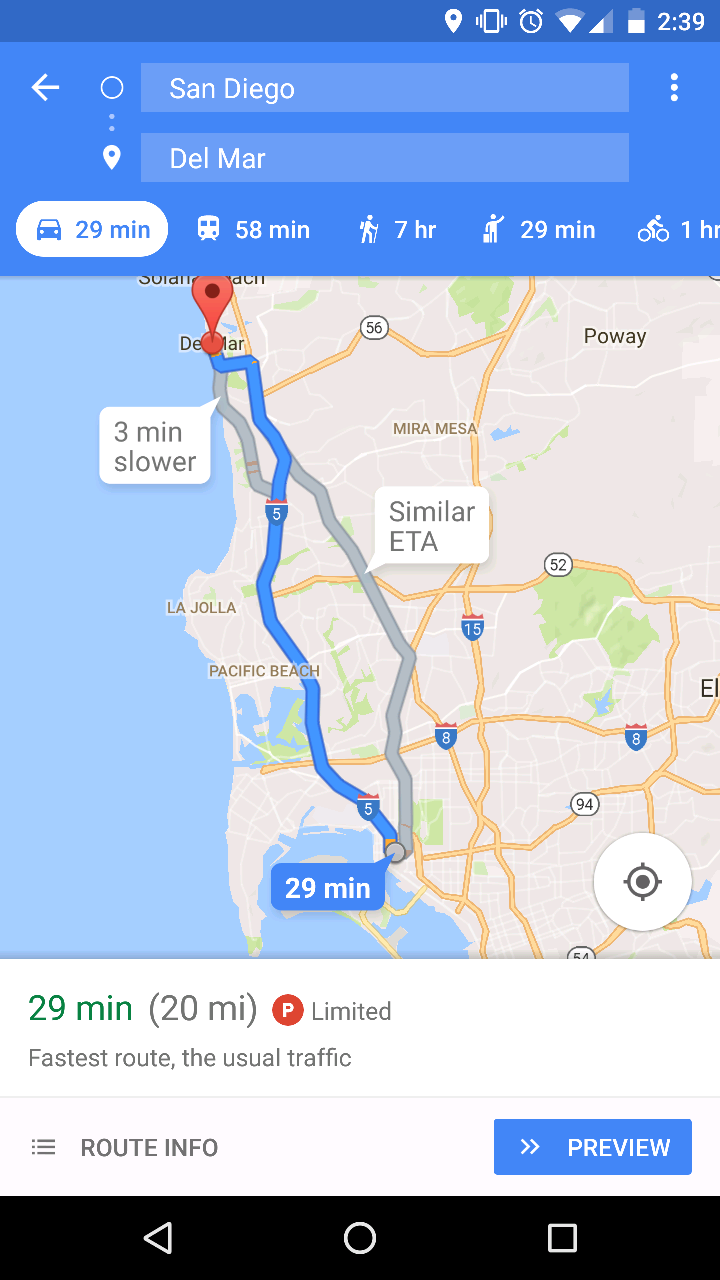 2:39
San Diego
Del Mar
29 min
58 min
7 hr
29 min
1 hr
Solana Beach
Del Mar
56
Poway
3 min
slower
MIRA MESA
5
Similar
ETA
52
LA JOLLA
15
PACIFIC BEACH
El
8
8
5
94
29 min
54
29 min (20 mi) P Limited
Fastest route, the usual traffic
ROUTE INFO
PREVIEW